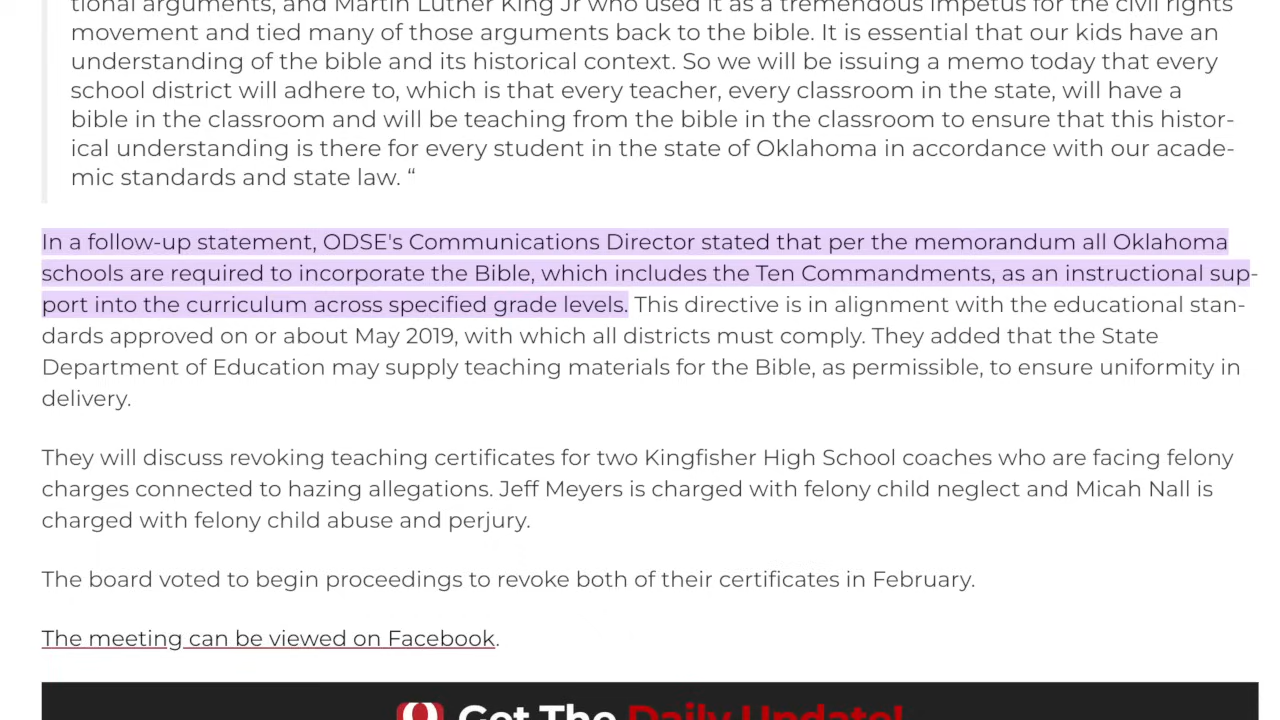 tional arguments, and Martin Luther King Jr who used it as a tremendous impetus for the civil rights
movement and tied many of those arguments back to the bible. It is essential that our kids have an
understanding of the bible and its historical context. So we will be issuing a memo today that every
school district will adhere to, which is that every teacher, every classroom in the state, will have a
bible in the classroom and will be teaching from the bible in the classroom to ensure that this histor-
ical understanding is there for every student in the state of Oklahoma in accordance with our acade-
mic standards and state law. “
In a follow-up statement, ODSE's Communications Director stated that per the memorandum all Oklahoma
schools are required to incorporate the Bible, which includes the Ten Commandments, as an instructional sup-
port into the curriculum across specified grade levels. This directive is in alignment with the educational stan-
dards approved on or about May 2019, with which all districts must comply. They added that the State
Department of Education may supply teaching materials for the Bible, as permissible, to ensure uniformity in
delivery.
They will discuss revoking teaching certificates for two Kingfisher High School coaches who are facing felony
charges connected to hazing allegations. Jeff Meyers is charged with felony child neglect and Micah Nall is
charged with felony child abuse and perjury.
The board voted to begin proceedings to revoke both of their certificates in February.
The meeting can be viewed on Facebook.
Get The Daily Update!